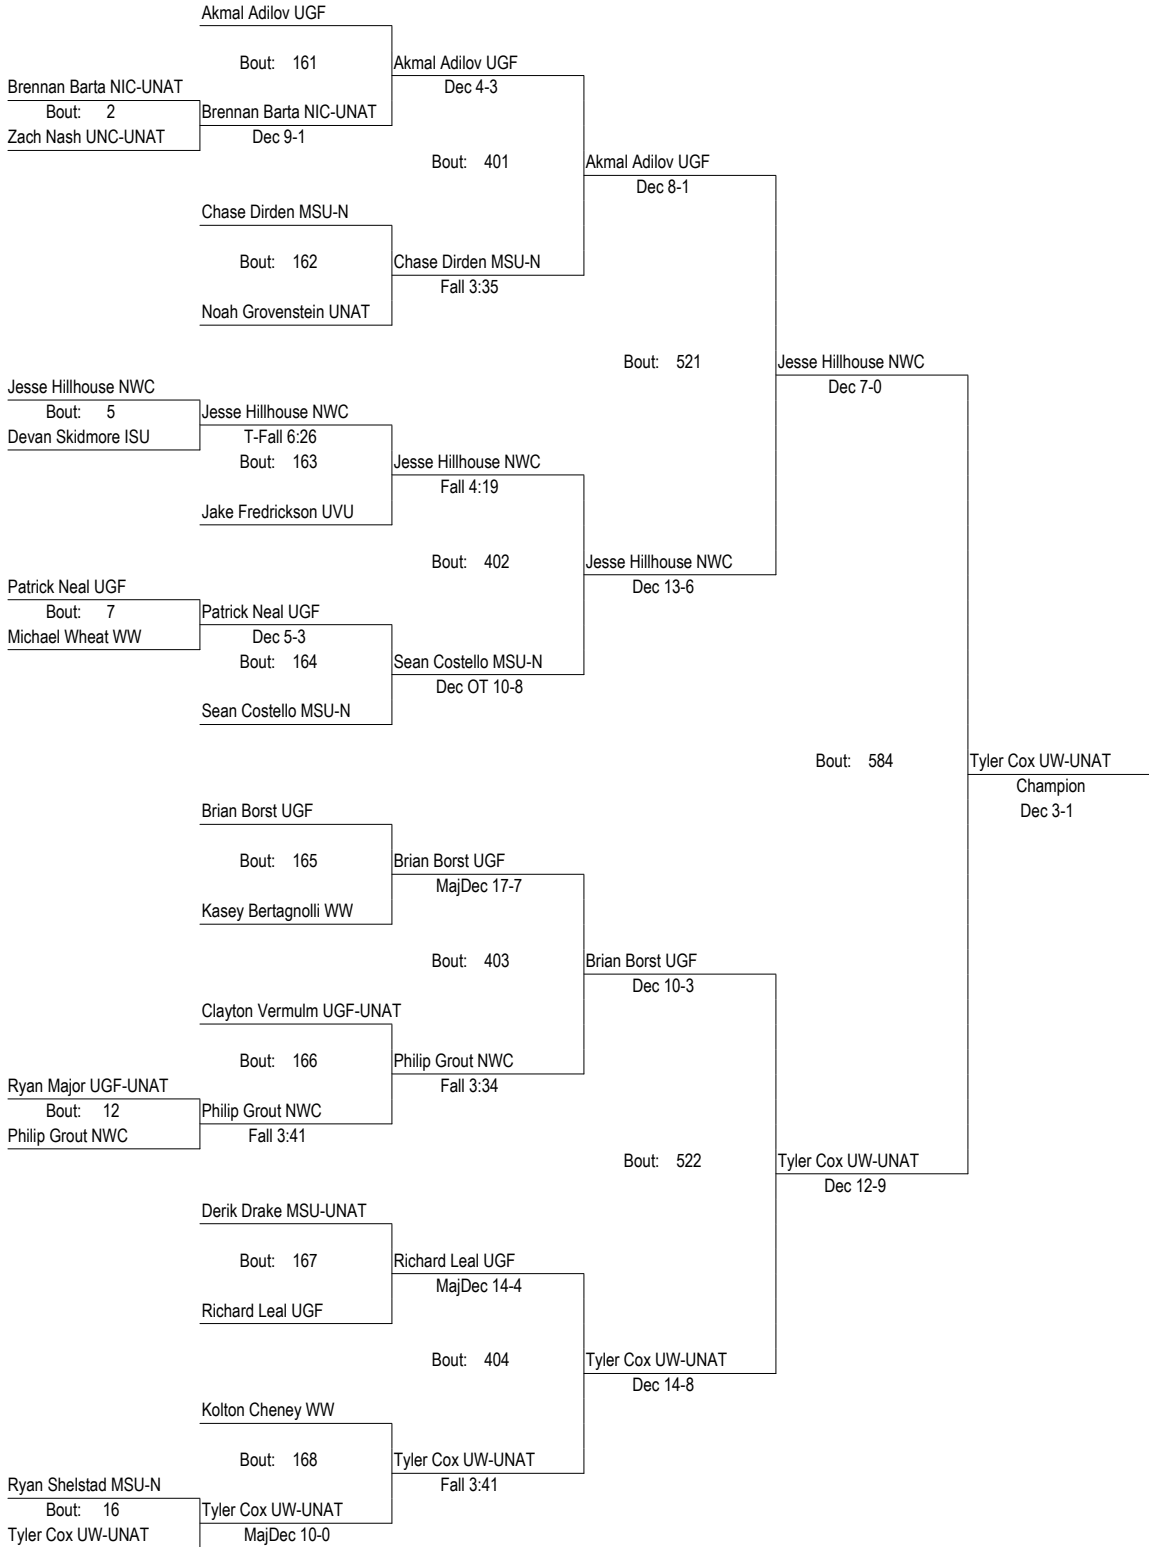 Akmal Adilov UGF
Bout: 161
Akmal Adilov UGF
Dec 4-3
Brennan Barta NIC-UNAT
Bout: 2
Brennan Barta NIC-UNAT
Zach Nash UNC-UNAT
Dec 9-1
Bout: 401
Akmal Adilov UGF
Dec 8-1
Chase Dirden MSU-N
Bout: 162
Chase Dirden MSU-N
Fall 3:35
Noah Grovenstein UNAT
Bout: 521
Jesse Hillhouse NWC
Dec 7-0
Jesse Hillhouse NWC
Bout: 5
Jesse Hillhouse NWC
Devan Skidmore ISU
T-Fall 6:26
Bout: 163
Jesse Hillhouse NWC
Fall 4:19
Jake Fredrickson UVU
Bout: 402
Jesse Hillhouse NWC
Dec 13-6
Patrick Neal UGF
Bout: 7
Patrick Neal UGF
Michael Wheat WW
Dec 5-3
Bout: 164
Sean Costello MSU-N
Dec OT 10-8
Sean Costello MSU-N
Bout: 584
Tyler Cox UW-UNAT
Champion
Dec 3-1
Brian Borst UGF
Bout: 165
Brian Borst UGF
MajDec 17-7
Kasey Bertagnolli WW
Bout: 403
Brian Borst UGF
Dec 10-3
Clayton Vermulm UGF-UNAT
Bout: 166
Philip Grout NWC
Fall 3:34
Ryan Major UGF-UNAT
Bout: 12
Philip Grout NWC
Philip Grout NWC
Fall 3:41
Bout: 522
Tyler Cox UW-UNAT
Dec 12-9
Derik Drake MSU-UNAT
Bout: 167
Richard Leal UGF
MajDec 14-4
Richard Leal UGF
Bout: 404
Tyler Cox UW-UNAT
Dec 14-8
Kolton Cheney WW
Bout: 168
Tyler Cox UW-UNAT
Fall 3:41
Ryan Shelstad MSU-N
Bout: 16
Tyler Cox UW-UNAT
Tyler Cox UW-UNAT
MajDec 10-0